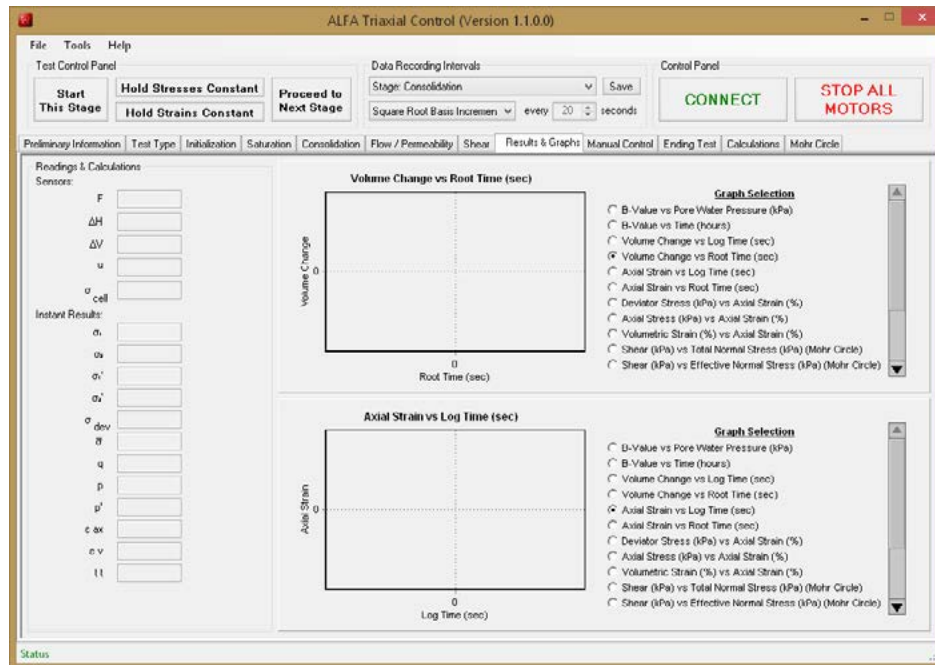 ALFA Triaxial Control (Version 1.1.0.0)
File Tools Help
Test Control Panel
Start This Stage
Hold Stresses Constant
Hold Strains Constant
Proceed to Next Stage
Data Recording Intervals
Stage: Consolidation
Save
Square Root Basis Incremen every 20 seconds
Control Panel
CONNECT
STOP ALL MOTORS
Preliminary Information Test Type Initialization Saturation Consolidation Flow / Permeability Shear Results & Graphs Manual Control Ending Test Calculations Mohr Circle
Readings & Calculations
Sensors:
F
ΔH
ΔV
u
σ cell
Instant Results:
σ₁
σ₃
σ₁'
σ₃'
σ dev
q
p
p'
ε ax
Volume Change vs Root Time (sec)
Volume Change
0
0
Root Time (sec)
Graph Selection
B-Value vs Pore Water Pressure (kPa)
B-Value vs Time (hours)
Volume Change vs Log Time (sec)
Volume Change vs Root Time (sec)
Axial Strain vs Log Time (sec)
Axial Strain vs Root Time (sec)
Deviator Stress (kPa) vs Axial Strain (%)
Axial Stress (kPa) vs Axial Strain (%)
Volumetric Strain (%) vs Axial Strain (%)
Shear (kPa) vs Total Normal Stress (kPa) (Mohr Circle)
Shear (kPa) vs Effective Normal Stress (kPa) (Mohr Circle)
Axial Strain vs Log Time (sec)
Axial Strain
0
0
Log Time (sec)
Graph Selection
B-Value vs Pore Water Pressure (kPa)
B-Value vs Time (hours)
Volume Change vs Log Time (sec)
Volume Change vs Root Time (sec)
Axial Strain vs Log Time (sec)
Axial Strain vs Root Time (sec)
Deviator Stress (kPa) vs Axial Strain (%)
Axial Stress (kPa) vs Axial Strain (%)
Volumetric Strain (%) vs Axial Strain (%)
Shear (kPa) vs Total Normal Stress (kPa) (Mohr Circle)
Shear (kPa) vs Effective Normal Stress (kPa) (Mohr Circle)
Status